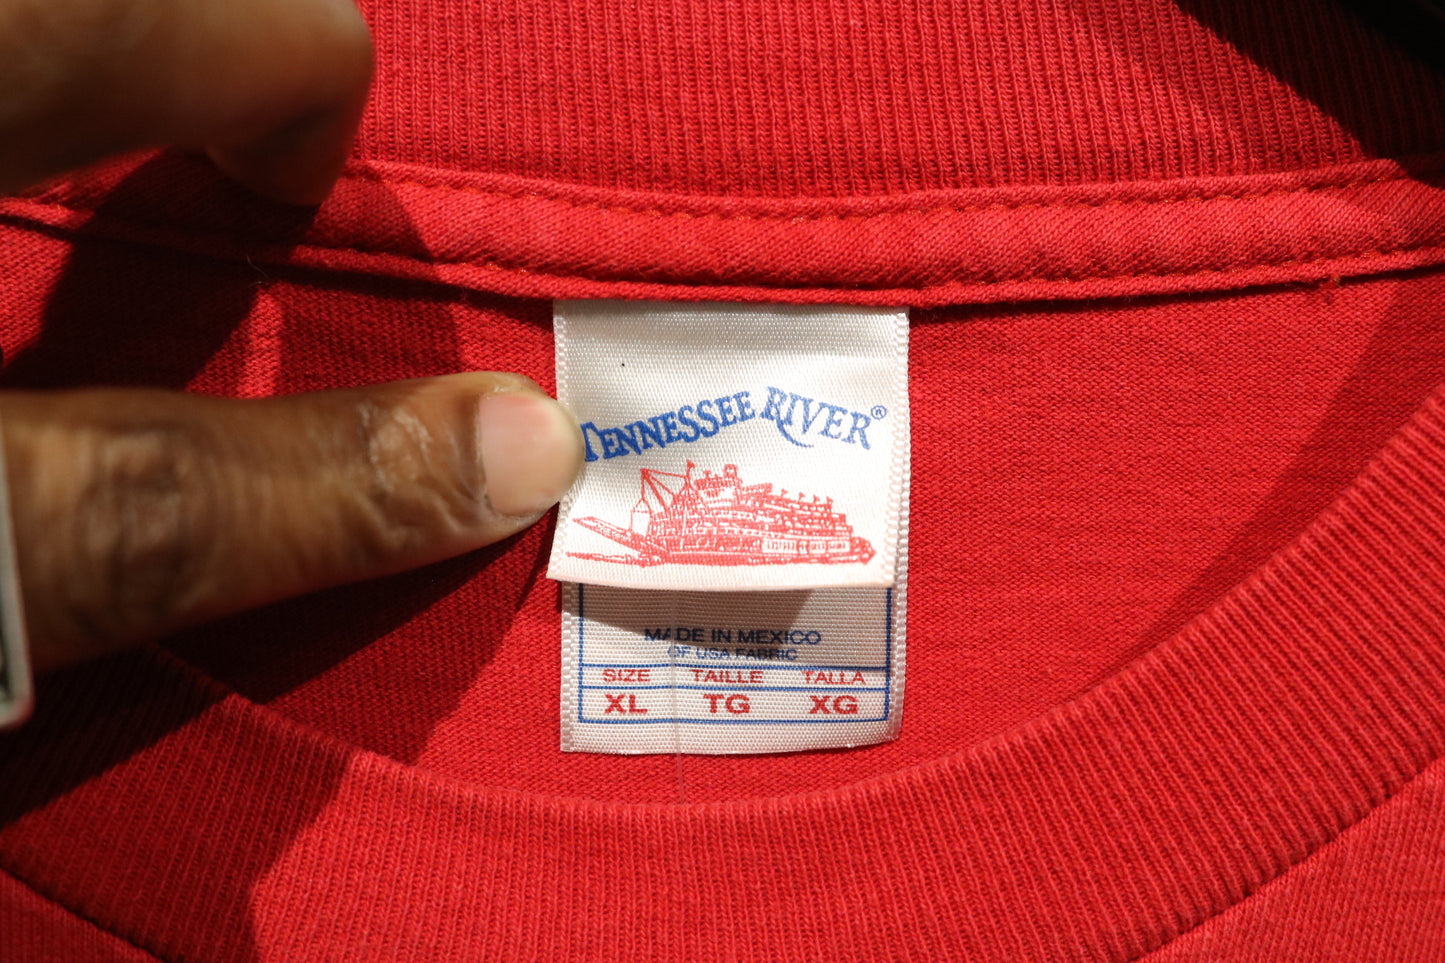 TENNESSEE RIVER®
MADE IN MEXICO
OF USA FABRIC
SIZE TAILLE TALLA
XL TG XG